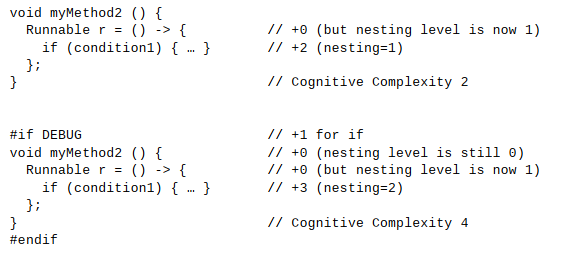 void myMethod2 () {
  Runnable r = () -> {          // +0 (but nesting level is now 1)
    if (condition1) { … }       // +2 (nesting=1)
  };
}                               // Cognitive Complexity 2
#if DEBUG                       // +1 for if
void myMethod2 () {             // +0 (nesting level is still 0)
  Runnable r = () -> {          // +0 (but nesting level is now 1)
    if (condition1) { … }       // +3 (nesting=2)
  };
}                               // Cognitive Complexity 4
#endif